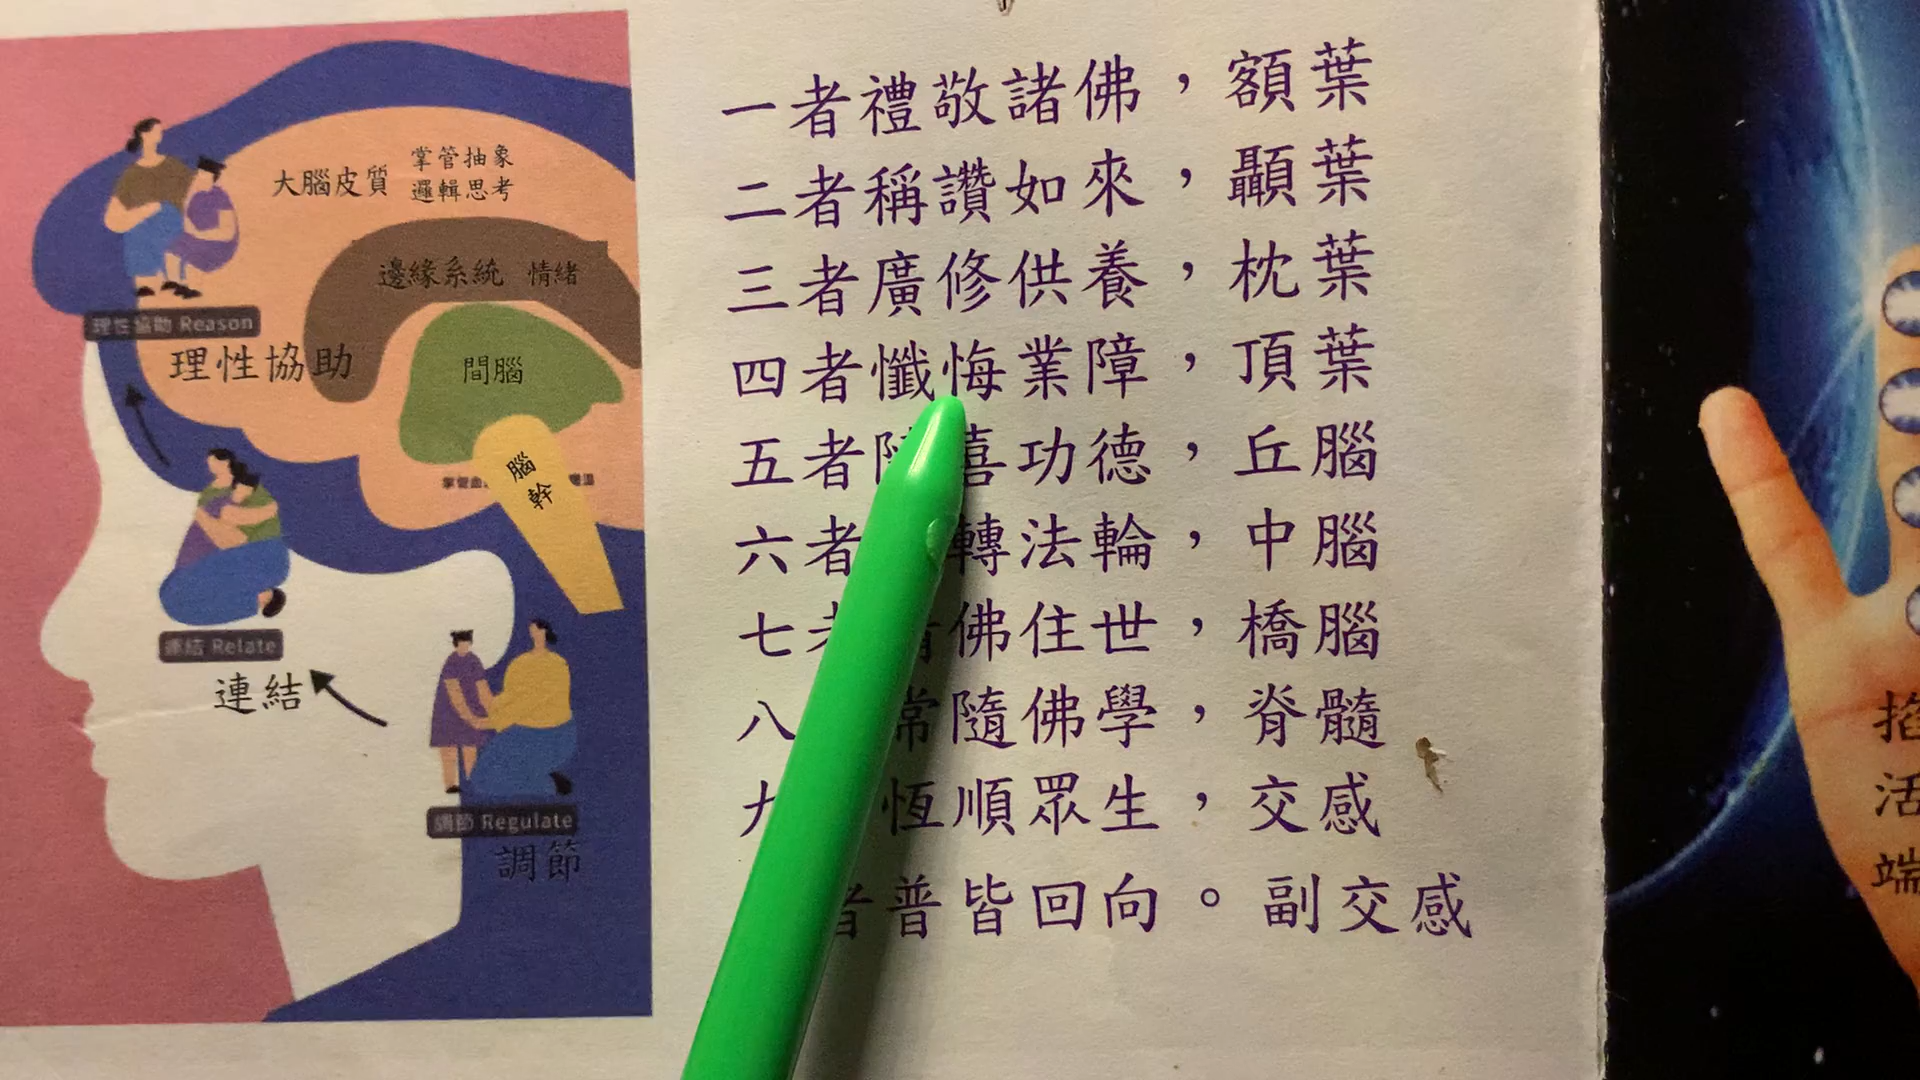 大腦皮質
掌管抽象
邏輯思考
邊緣系統 情緒
理性協助 Reason
理性協助
間腦
腦幹
連結 Relate
連結
調節 Regulate
調節
一者禮敬諸佛，額葉
二者稱讚如來，顳葉
三者廣修供養，枕葉
四者懺悔業障，頂葉
五者喜功德，丘腦
六者轉法輪，中腦
七者佛住世，橋腦
八常隨佛學，脊髓
九恆順眾生，交感
者普皆回向。副交感
掐
活
端